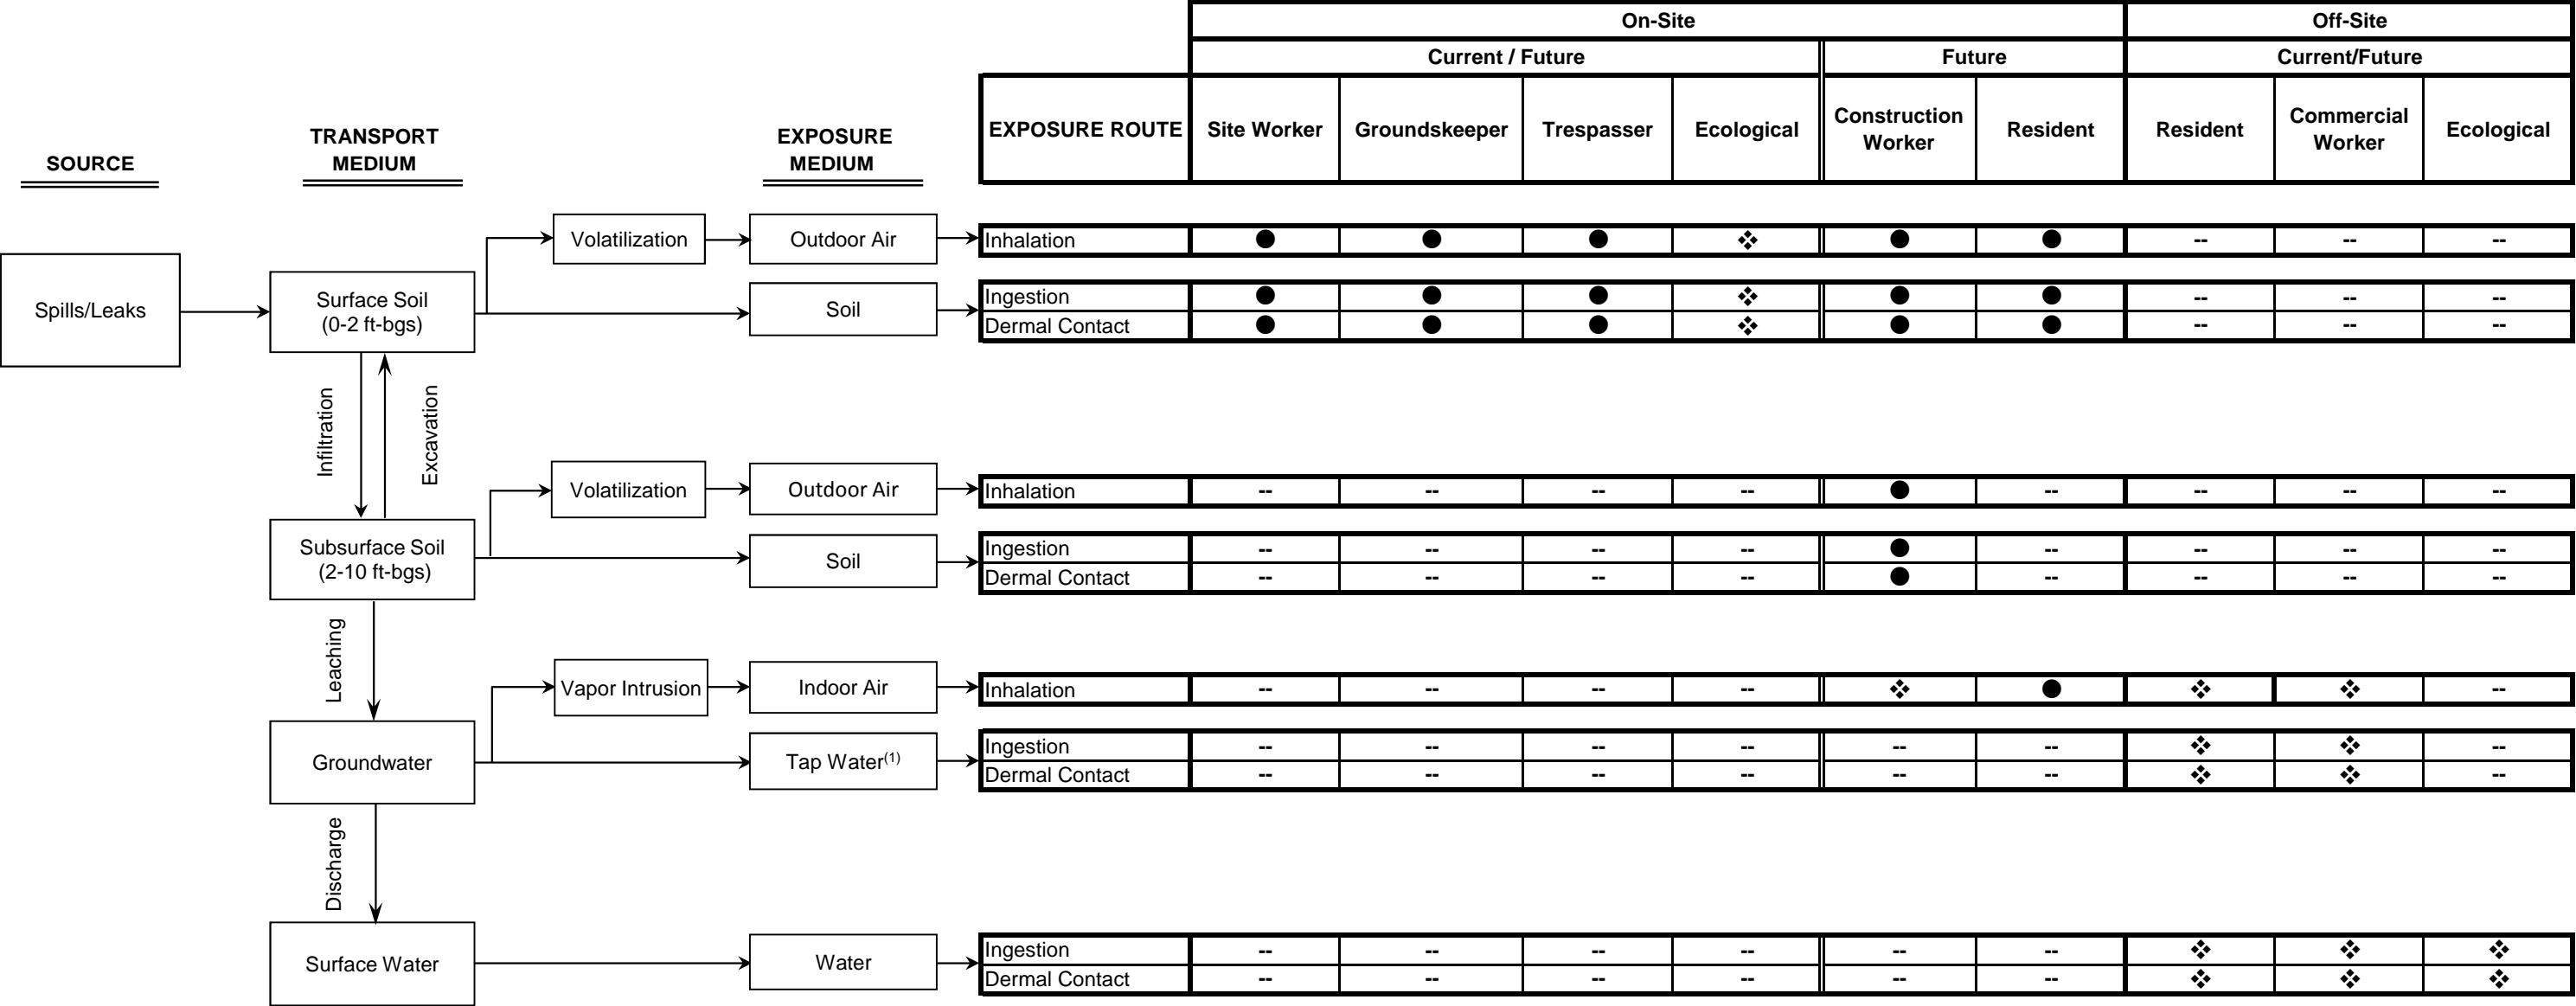 On-Site Off-Site
Current / Future Future Current/Future
EXPOSURE ROUTE Site Worker Groundskeeper Trespasser Ecological Construction Worker Resident Resident Commercial Worker Ecological
SOURCE
TRANSPORT
MEDIUM
EXPOSURE
MEDIUM
Volatilization Outdoor Air Inhalation ● ● ● ❖ ● ● -- -- --
Spills/Leaks
Surface Soil
(0-2 ft-bgs)
Soil
Ingestion ● ● ● ❖ ● ● -- -- --
Dermal Contact ● ● ● ❖ ● ● -- -- --
Infiltration
Excavation
Volatilization Outdoor Air Inhalation -- -- -- -- ● -- -- -- --
Subsurface Soil
(2-10 ft-bgs)
Soil
Ingestion -- -- -- -- ● -- -- -- --
Dermal Contact -- -- -- -- ● -- -- -- --
Leaching
Vapor Intrusion Indoor Air Inhalation -- -- -- -- ❖ ● ❖ ❖ --
Groundwater
Tap Water(1)
Ingestion -- -- -- -- -- -- ❖ ❖ --
Dermal Contact -- -- -- -- -- -- ❖ ❖ --
Discharge
Surface Water
Water
Ingestion -- -- -- -- -- -- ❖ ❖ ❖
Dermal Contact -- -- -- -- -- -- ❖ ❖ ❖